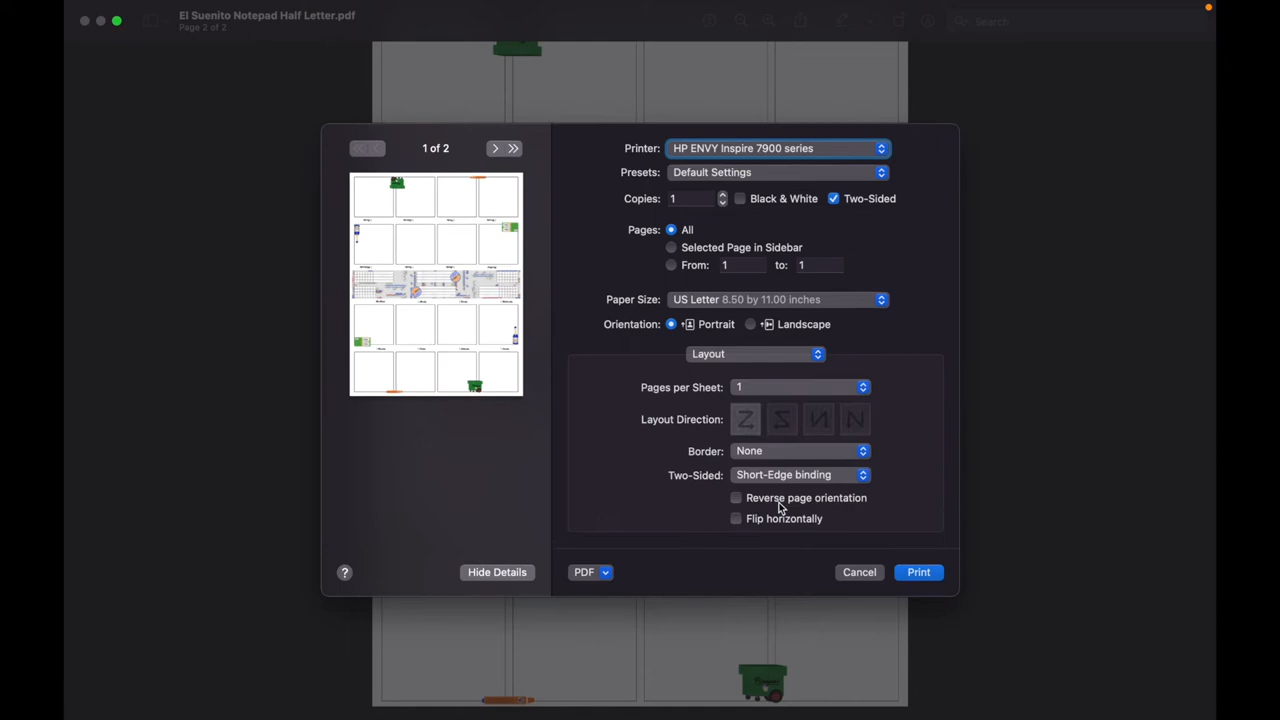 El Suenito Notepad Half Letter.pdf
Page 2 of 2
Search
1 of 2
Printer: HP ENVY Inspire 7900 series
Presets: Default Settings
Copies: 1 Black & White Two-Sided
Pages: All
Selected Page in Sidebar
From: 1 to: 1
Paper Size: US Letter 8.50 by 11.00 inches
Orientation: Portrait Landscape
Layout
Pages per Sheet: 1
Layout Direction:
Border: None
Two-Sided: Short-Edge binding
Reverse page orientation
Flip horizontally
? Hide Details PDF Cancel Print